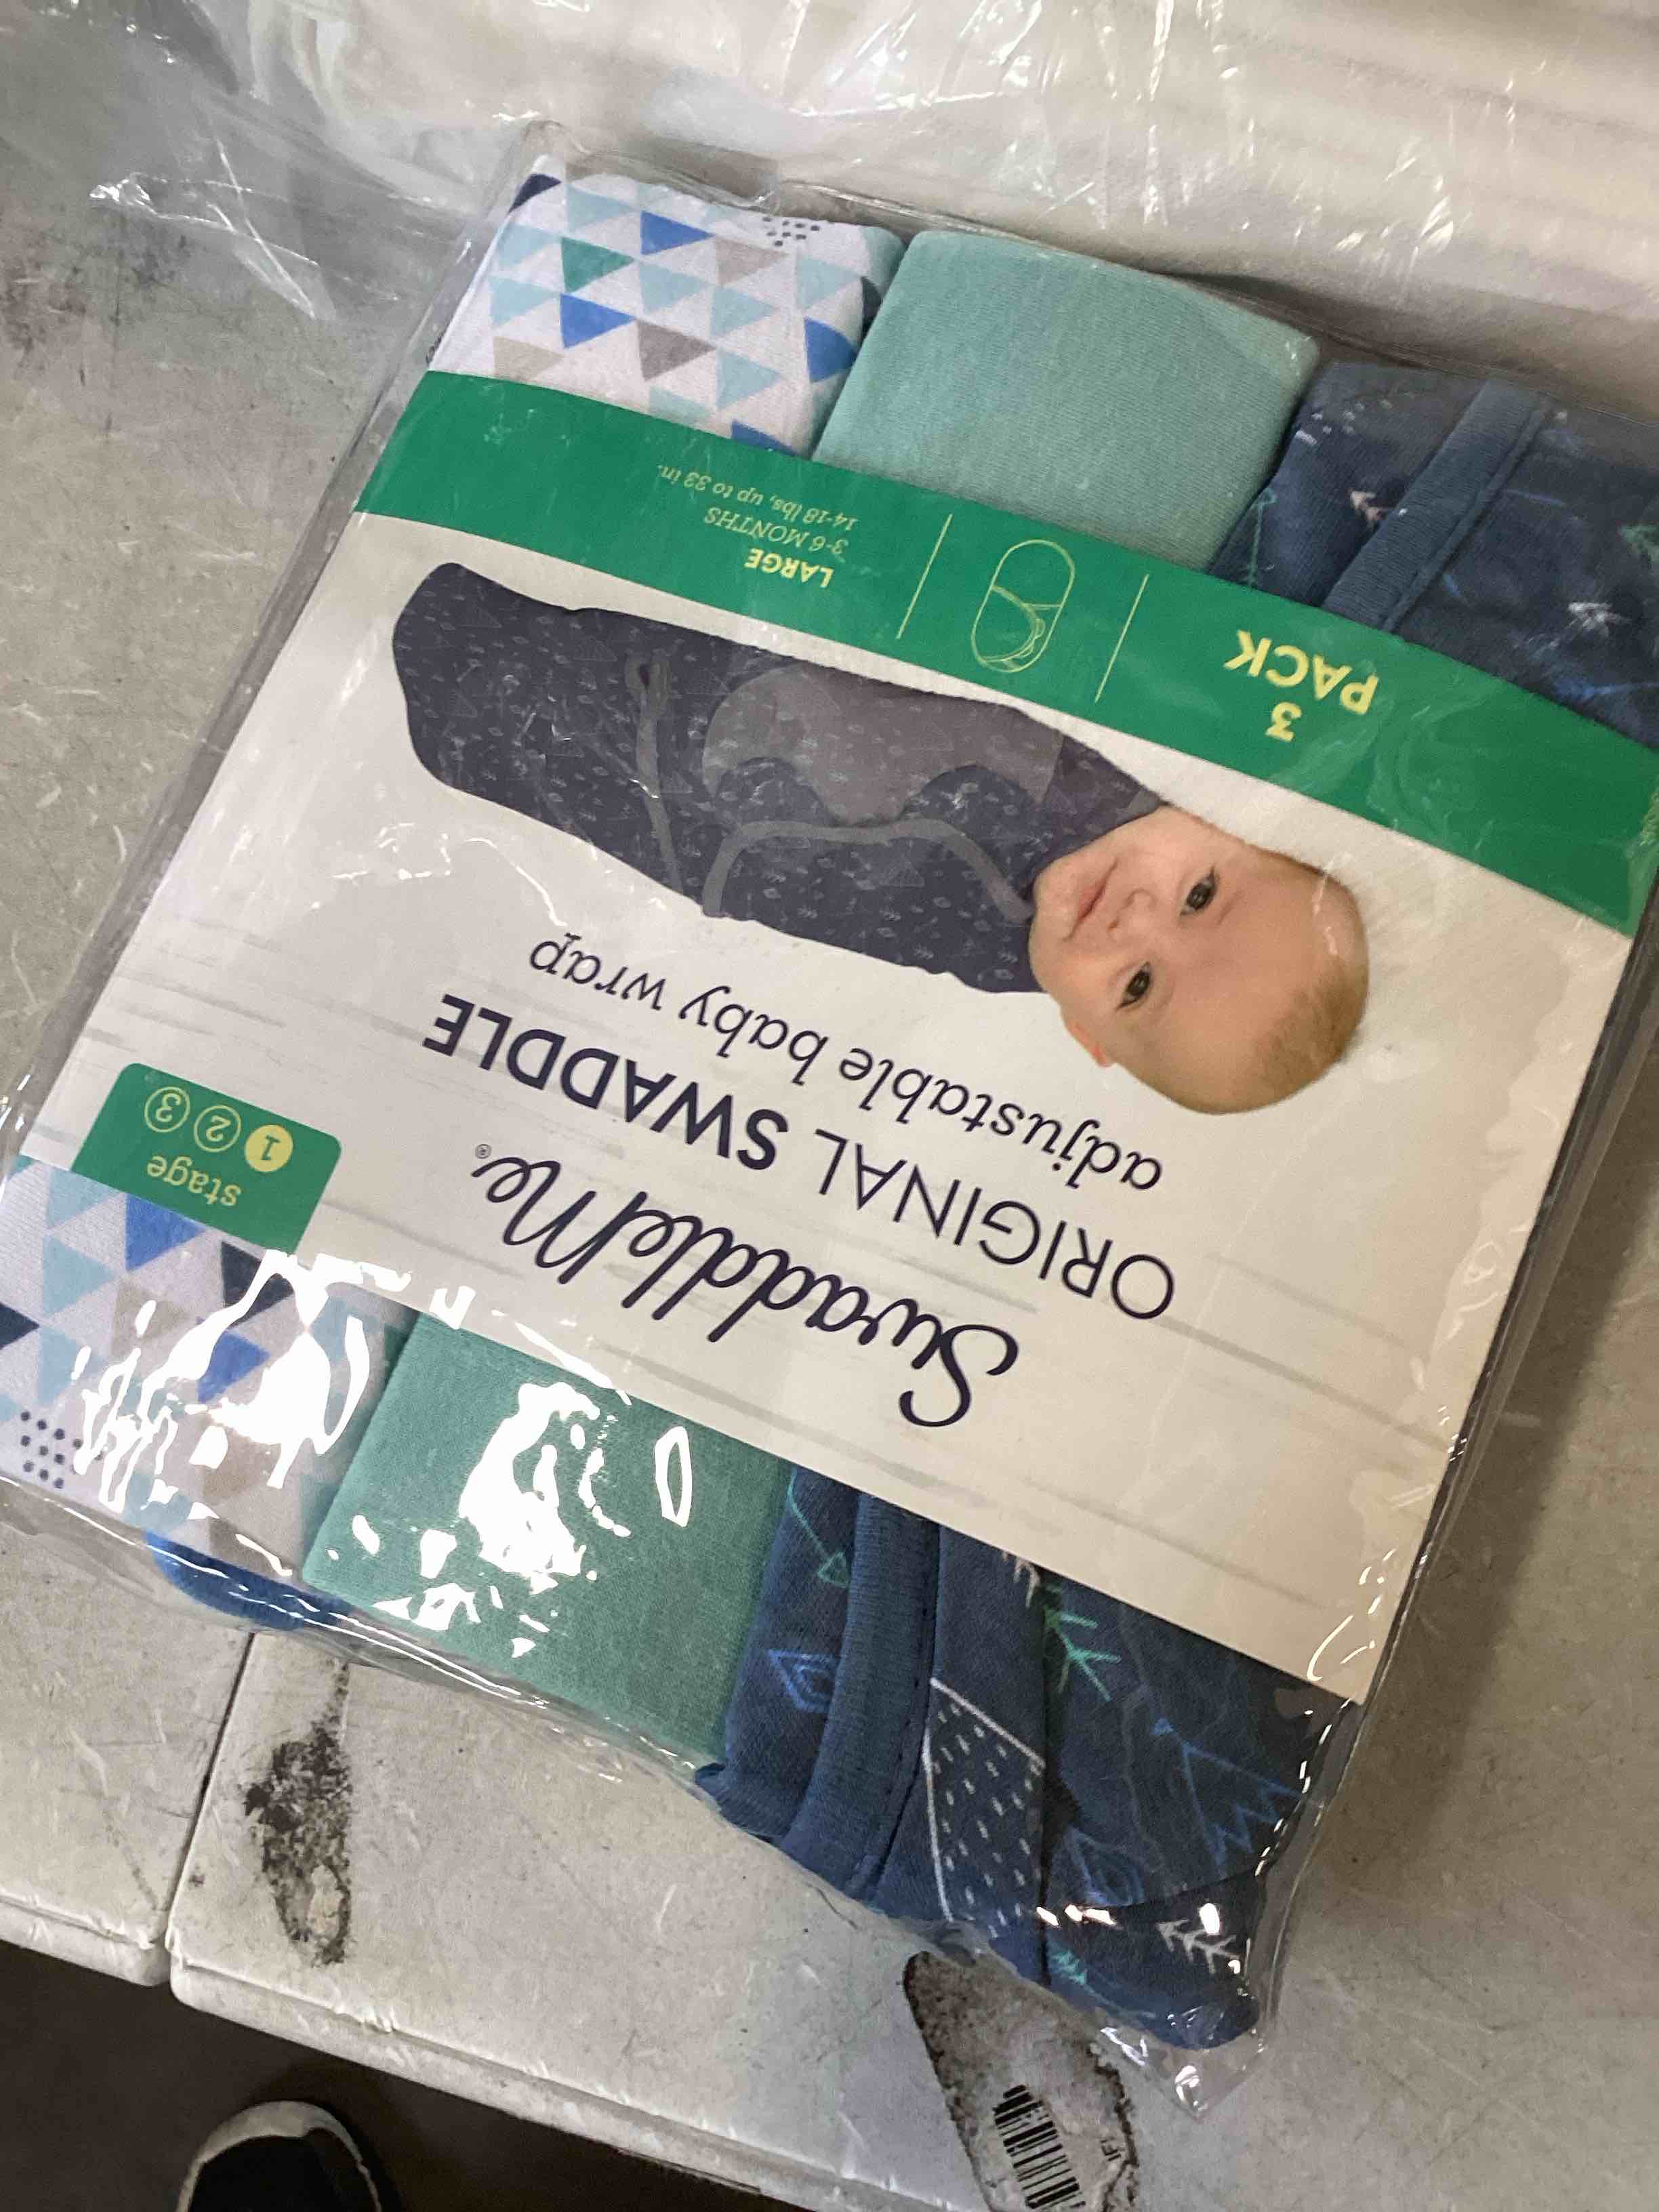 SwaddleMe®
ORIGINAL SWADDLE
adjustable baby wrap
stage
1 2 3
3
PACK
LARGE
3-6 MONTHS
14-18 lbs, up to 33 in.